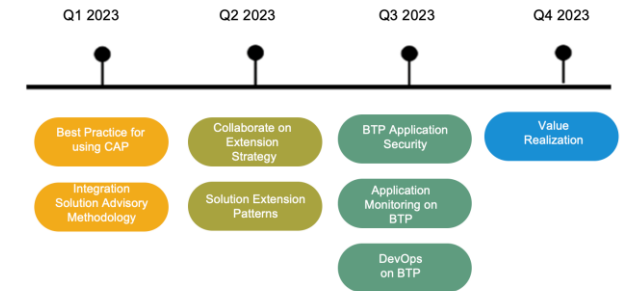 Q1 2023
Q2 2023
Q3 2023
Q4 2023
Best Practice for
using CAP
Collaborate on
Extension
Strategy
BTP Application
Security
Value
Realization
Integration
Solution Advisory
Methodology
Solution Extension
Patterns
Application
Monitoring on
BTP
DevOps
on BTP